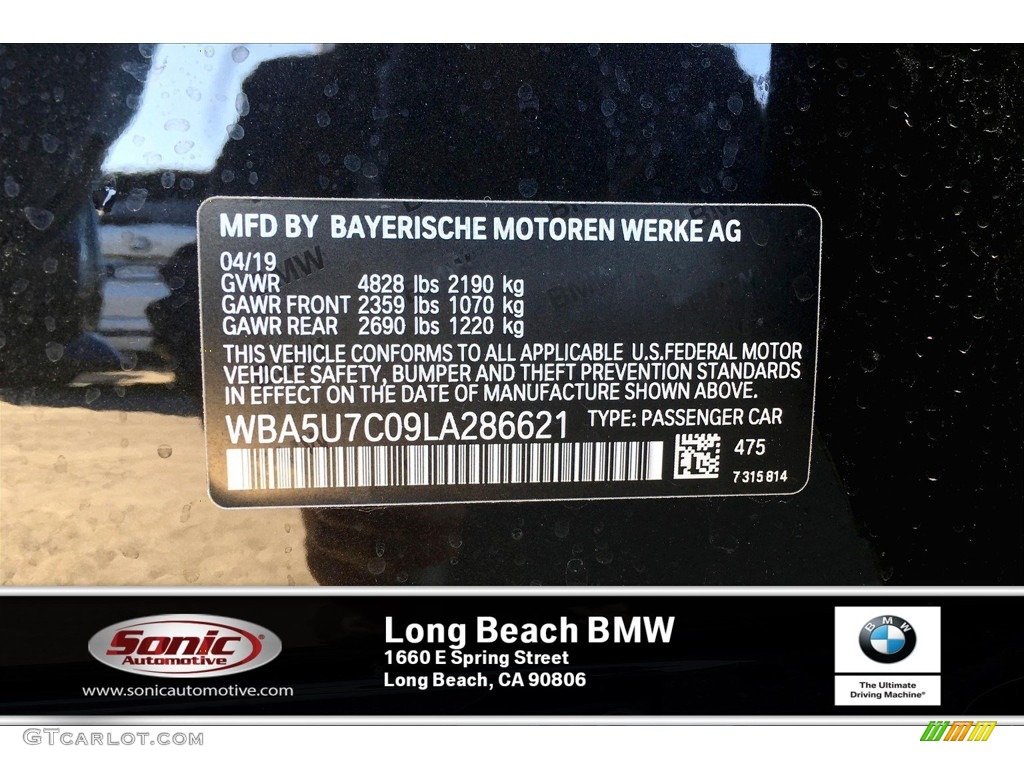 MFD BY BAYERISCHE MOTOREN WERKE AG
04/19
GVWR 4828 lbs 2190 kg
GAWR FRONT 2359 lbs 1070 kg
GAWR REAR 2690 lbs 1220 kg
THIS VEHICLE CONFORMS TO ALL APPLICABLE U.S.FEDERAL MOTOR
VEHICLE SAFETY, BUMPER AND THEFT PREVENTION STANDARDS
IN EFFECT ON THE DATE OF MANUFACTURE SHOWN ABOVE.
WBA5U7C09LA286621 TYPE: PASSENGER CAR
475
7315814
Sonic
Automotive
www.sonicautomotive.com
Long Beach BMW
1660 E Spring Street
Long Beach, CA 90806
BMW
The Ultimate
Driving Machine®
GTcarlot.com